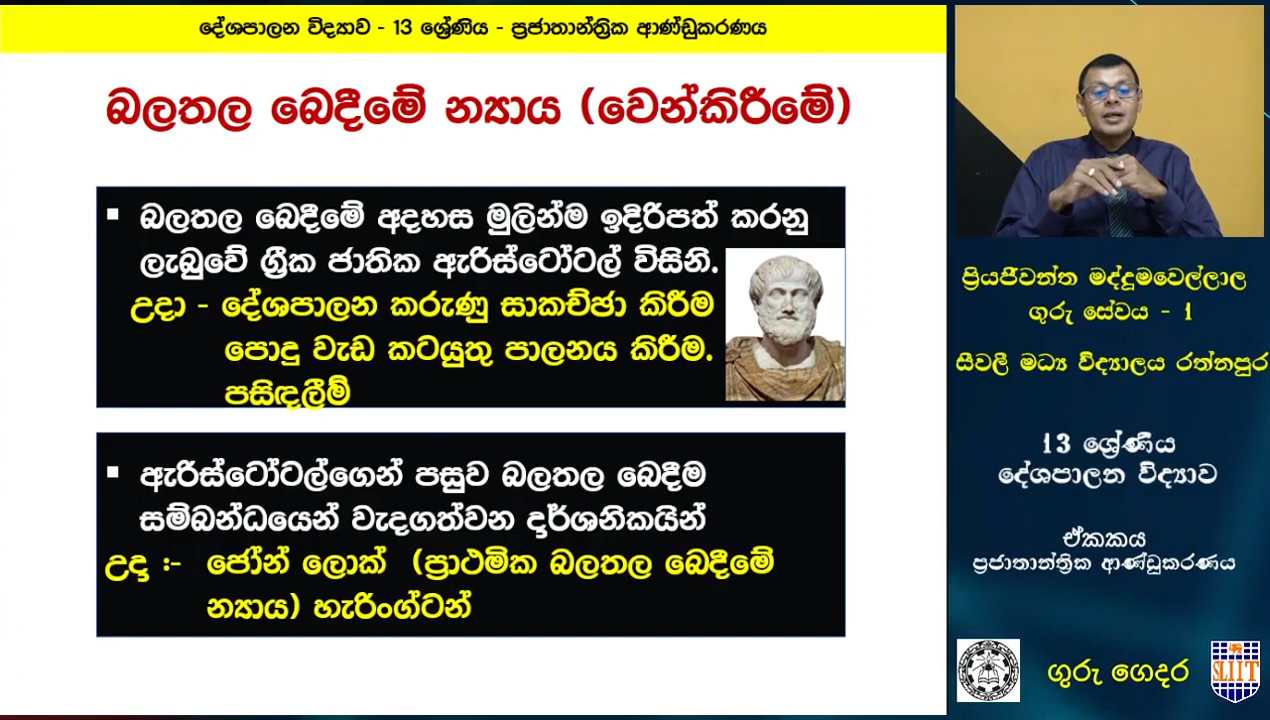 දේශපාලන විද්‍යාව - 13 ශ්‍රේණිය - ප්‍රජාතාන්ත්‍රික ආණ්ඩුකරණය
බලතල බෙදීමේ න්‍යාය (වෙන්කිරීමේ)
▪ බලතල බෙදීමේ අදහස මුලින්ම ඉදිරිපත් කරනු
ලැබුවේ ග්‍රීක ජාතික ඇරිස්ටෝටල් විසිනි.
උදා - දේශපාලන කරුණු සාකච්ඡා කිරීම
පොදු වැඩ කටයුතු පාලනය කිරීම.
පසිඳලීම්
▪ ඇරිස්ටෝටල්ගෙන් පසුව බලතල බෙදීම
සම්බන්ධයෙන් වැදගත්වන දාර්ශනිකයින්
උදා :- ජෝන් ලොක් (ප්‍රාථමික බලතල බෙදීමේ
න්‍යාය) හැරිංග්ටන්
ප්‍රියජීවන්ත මද්දුමවෙල්ලාල
ගුරු සේවය - 1
සීවලී මධ්‍ය විද්‍යාලය රත්නපුර
13 ශ්‍රේණිය
දේශපාලන විද්‍යාව
ඒකකය
ප්‍රජාතාන්ත්‍රික ආණ්ඩුකරණය
ගුරු ගෙදර
SLIIT